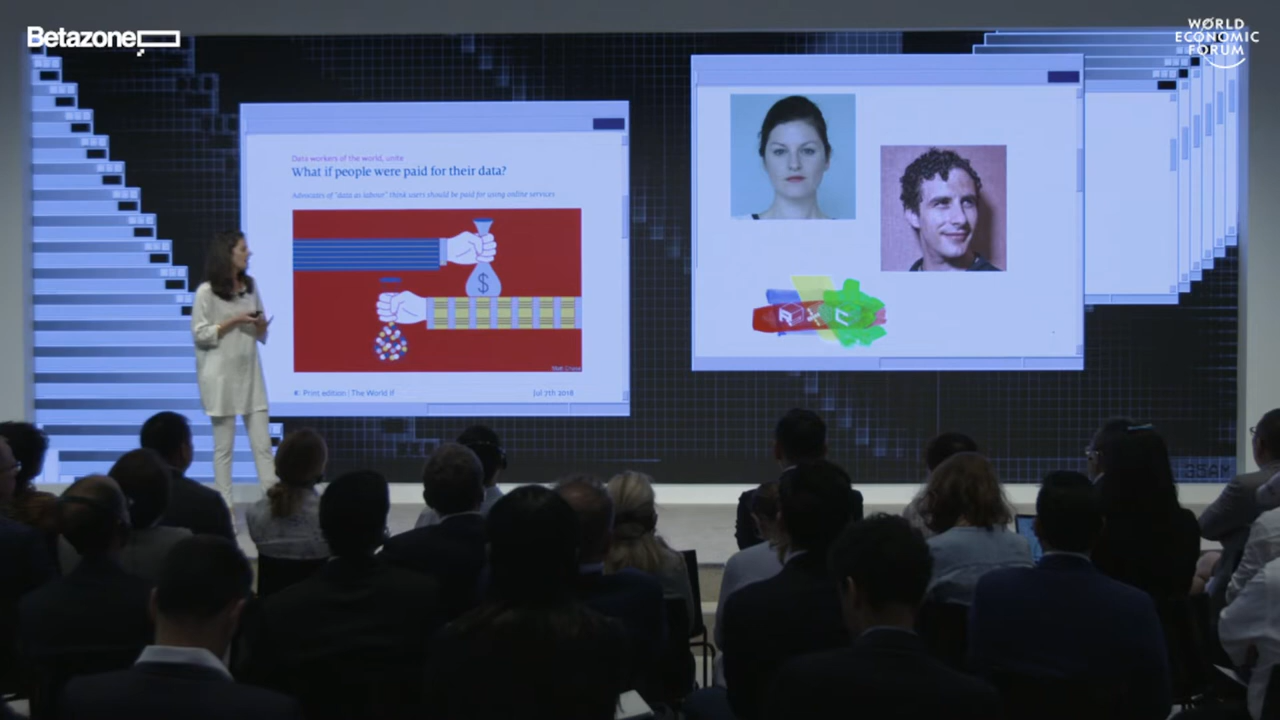 Betazone
WORLD
ECONOMIC
FORUM
Data workers of the world, unite
What if people were paid for their data?
Advocates of "data as labour" think users should be paid for using online services
$
Print edition | The World If
Jul 7th 2018
RxC